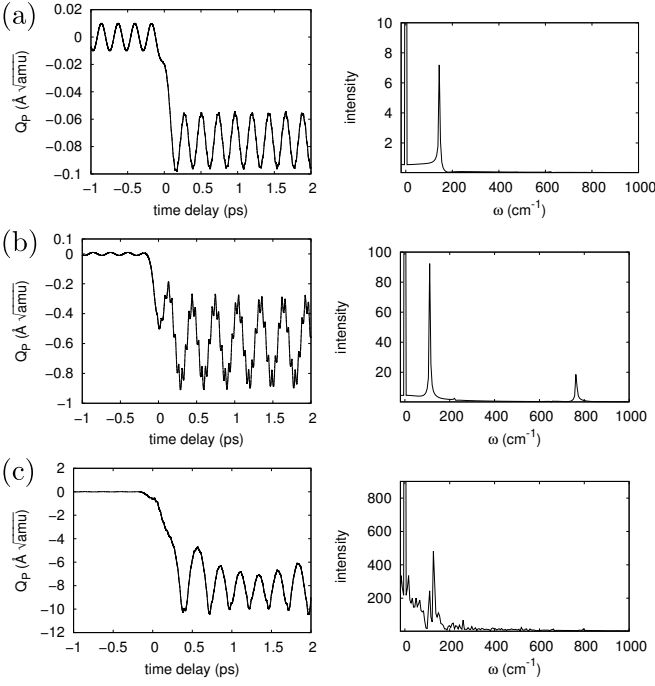 (a)
0.02
0
−0.02
−0.04
−0.06
−0.08
−0.1
Q_P (Å √amu)
−1 −0.5 0 0.5 1 1.5 2
time delay (ps)
10
8
6
4
2
intensity
0 200 400 600 800 1000
ω (cm⁻¹)
(b)
0.1
0
−0.2
−0.4
−0.6
−0.8
−1
Q_P (Å √amu)
−1 −0.5 0 0.5 1 1.5 2
time delay (ps)
100
80
60
40
20
intensity
0 200 400 600 800 1000
ω (cm⁻¹)
(c)
2
0
−2
−4
−6
−8
−10
−12
Q_P (Å √amu)
−1 −0.5 0 0.5 1 1.5 2
time delay (ps)
800
600
400
200
intensity
0 200 400 600 800 1000
ω (cm⁻¹)